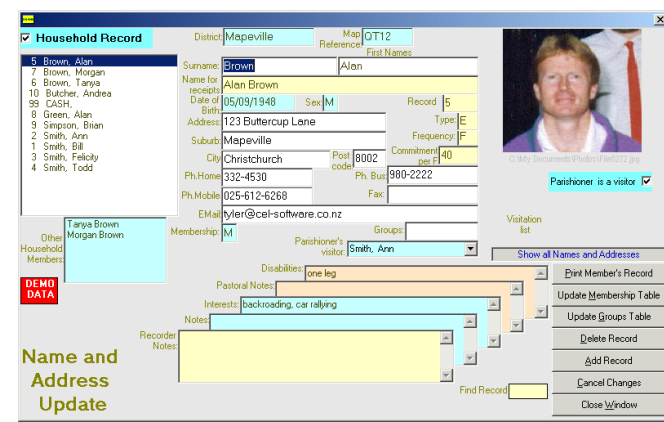 Household Record
District: Mapeville
Map Reference: QT12
5 Brown, Alan
7 Brown, Morgan
6 Brown, Tanya
10 Butcher, Andrea
99 CASH,
8 Green, Alan
9 Simpson, Brian
2 Smith, Ann
1 Smith, Bill
3 Smith, Felicity
4 Smith, Todd
First Names
Surname: Brown Alan
Name for receipts Alan Brown
Date of Birth: 05/09/1948 Sex: M Record 5
Address: 123 Buttercup Lane Type: E
Suburb: Mapeville Frequency: F
City Christchurch Post code 8002 Commitment per F 40
Ph.Home 332-4530 Ph. Bus: 980-2222
Ph.Mobile 025-612-6268 Fax:
EMail tyler@cel-software.co.nz
Membership: M Groups:
Parishioner's visitor: Smith, Ann
C:\My Documents\Photos\File0272.jpg
Parishioner is a visitor
Visitation list
Show all Names and Addresses
Other Household Members:
Tanya Brown
Morgan Brown
DEMO DATA
Disabilities: one leg
Pastoral Notes:
Interests: backroading, car rallying
Notes:
Recorder Notes:
Name and
Address
Update
Find Record
Print Member's Record
Update Membership Table
Update Groups Table
Delete Record
Add Record
Cancel Changes
Close Window